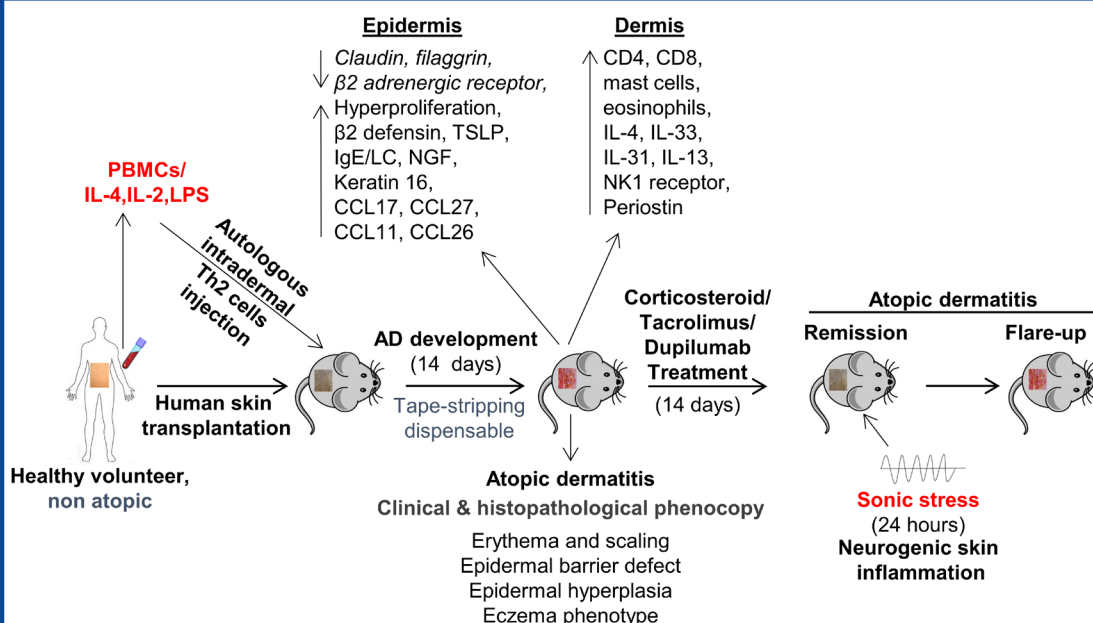 Epidermis
Claudin, filaggrin,
β2 adrenergic receptor,
Hyperproliferation,
β2 defensin, TSLP,
IgE/LC, NGF,
Keratin 16,
CCL17, CCL27,
CCL11, CCL26
Dermis
CD4, CD8,
mast cells,
eosinophils,
IL-4, IL-33,
IL-31, IL-13,
NK1 receptor,
Periostin
PBMCs/
IL-4,IL-2,LPS
Autologous
intradermal
Th2 cells
injection
Healthy volunteer,
non atopic
Human skin
transplantation
AD development
(14 days)
Tape-stripping
dispensable
Atopic dermatitis
Clinical & histopathological phenocopy
Erythema and scaling
Epidermal barrier defect
Epidermal hyperplasia
Eczema phenotype
Corticosteroid/
Tacrolimus/
Dupilumab
Treatment
(14 days)
Atopic dermatitis
Remission
Flare-up
Sonic stress
(24 hours)
Neurogenic skin
inflammation